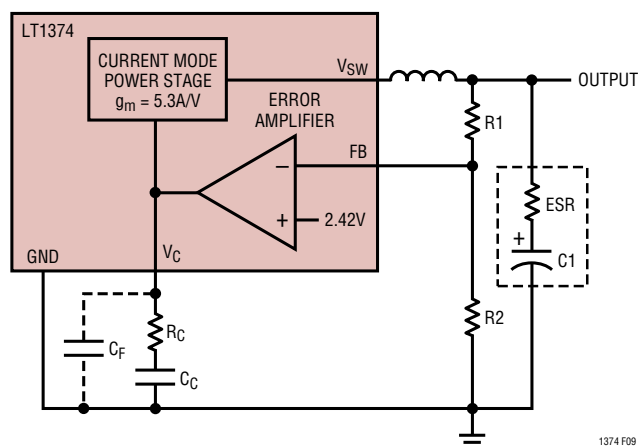 LT1374
CURRENT MODE
POWER STAGE
gm = 5.3A/V
VSW
OUTPUT
ERROR
AMPLIFIER
R1
FB
−
+
2.42V
ESR
+
C1
GND
VC
R2
RC
CF
CC
1374 F09